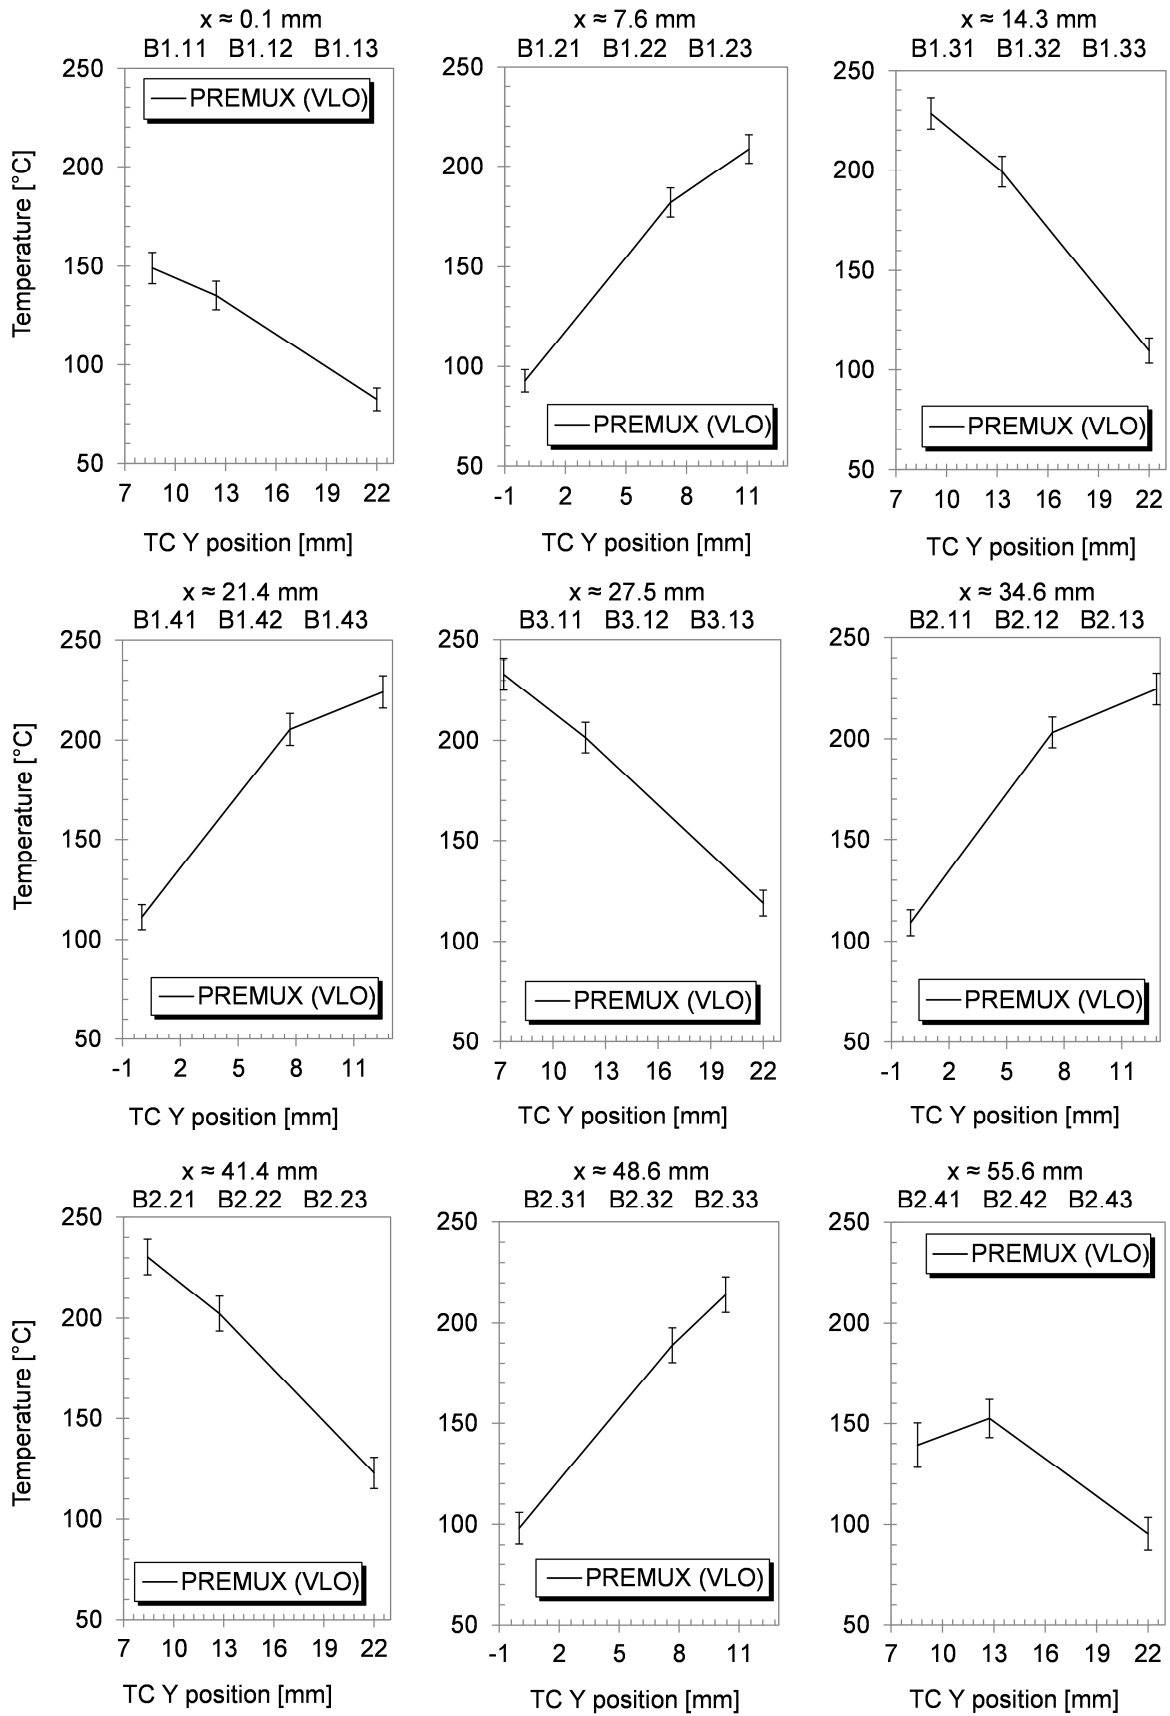 x ≈ 0.1 mm
B1.11 B1.12 B1.13
250
200
150
100
50
Temperature [°C]
PREMUX (VLO)
7 10 13 16 19 22
TC Y position [mm]
x ≈ 7.6 mm
B1.21 B1.22 B1.23
250
200
150
100
50
PREMUX (VLO)
-1 2 5 8 11
TC Y position [mm]
x ≈ 14.3 mm
B1.31 B1.32 B1.33
250
200
150
100
50
PREMUX (VLO)
7 10 13 16 19 22
TC Y position [mm]
x ≈ 21.4 mm
B1.41 B1.42 B1.43
250
200
150
100
50
Temperature [°C]
PREMUX (VLO)
-1 2 5 8 11
TC Y position [mm]
x ≈ 27.5 mm
B3.11 B3.12 B3.13
250
200
150
100
50
PREMUX (VLO)
7 10 13 16 19 22
TC Y position [mm]
x ≈ 34.6 mm
B2.11 B2.12 B2.13
250
200
150
100
50
PREMUX (VLO)
-1 2 5 8 11
TC Y position [mm]
x ≈ 41.4 mm
B2.21 B2.22 B2.23
250
200
150
100
50
Temperature [°C]
PREMUX (VLO)
7 10 13 16 19 22
TC Y position [mm]
x ≈ 48.6 mm
B2.31 B2.32 B2.33
250
200
150
100
50
PREMUX (VLO)
-1 2 5 8 11
TC Y position [mm]
x ≈ 55.6 mm
B2.41 B2.42 B2.43
250
200
150
100
50
PREMUX (VLO)
7 10 13 16 19 22
TC Y position [mm]